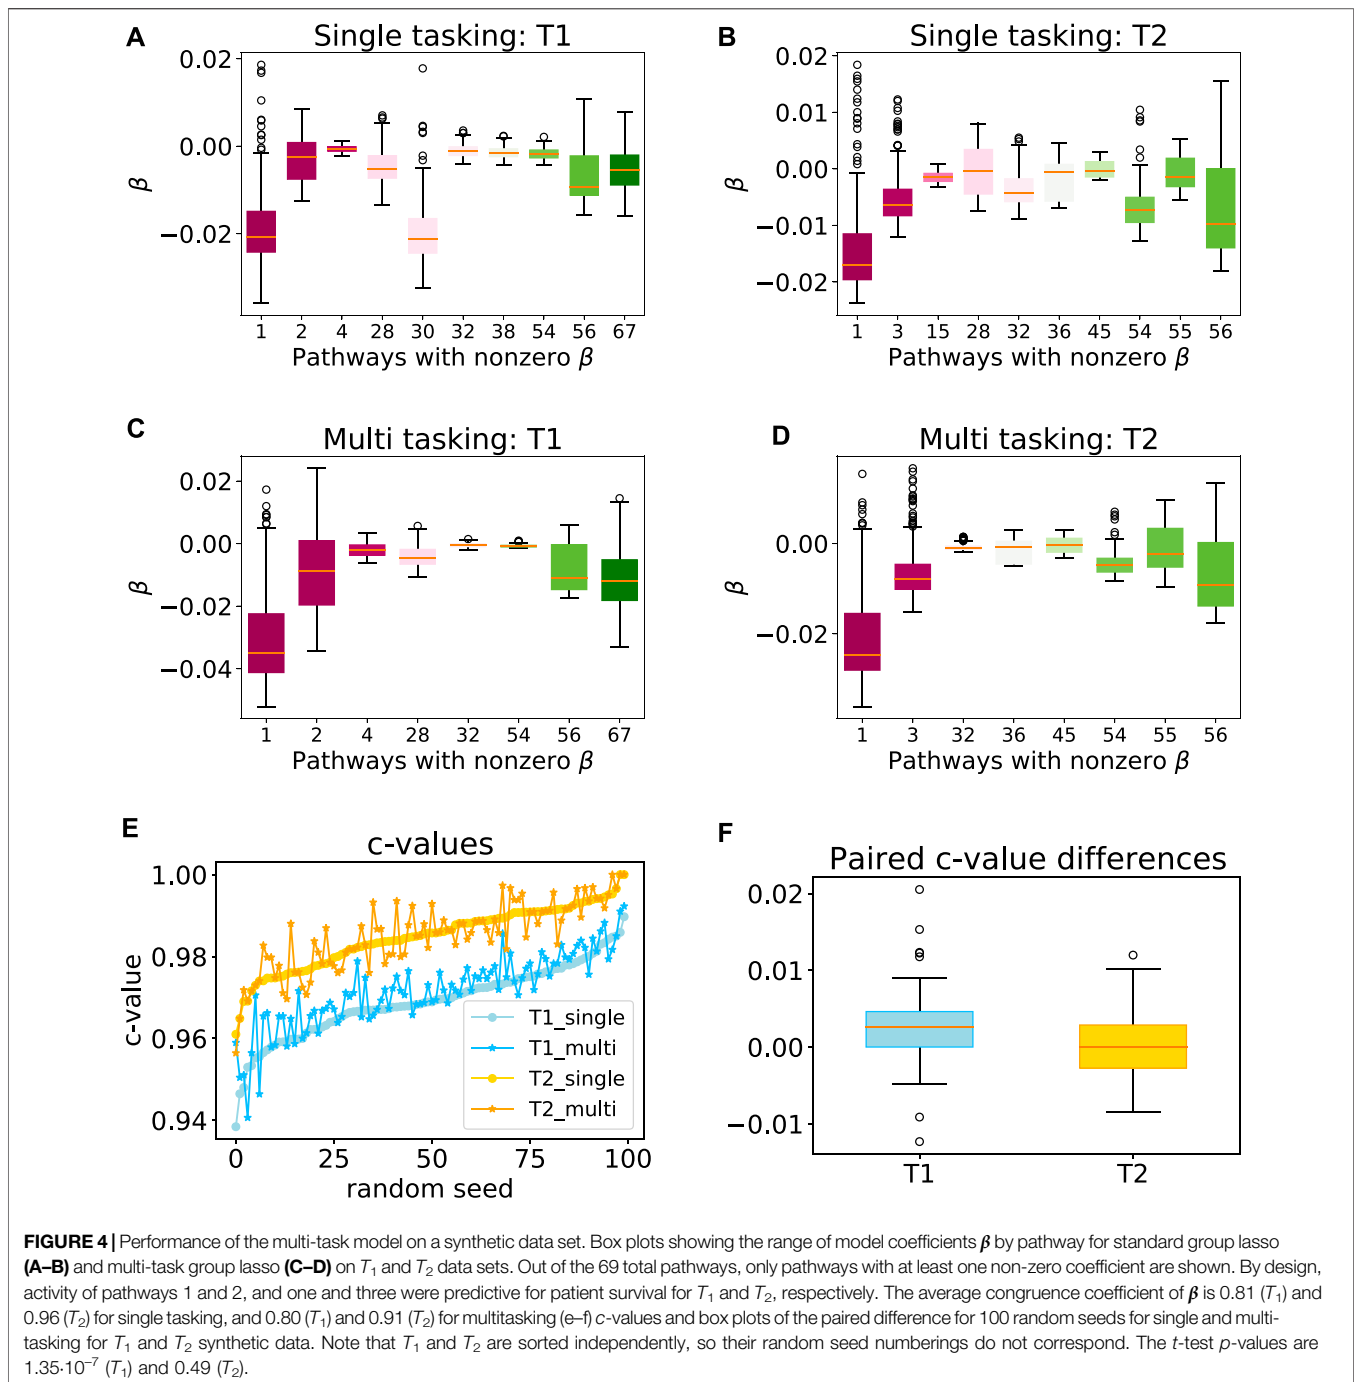 A
Single tasking: T1
0.02
0.00
−0.02
β
1 2 4 28 30 32 38 54 56 67
Pathways with nonzero β
B
Single tasking: T2
0.02
0.01
0.00
−0.01
−0.02
β
1 3 15 28 32 36 45 54 55 56
Pathways with nonzero β
C
Multi tasking: T1
0.02
0.00
−0.02
−0.04
β
1 2 4 28 32 54 56 67
Pathways with nonzero β
D
Multi tasking: T2
0.00
−0.02
β
1 3 32 36 45 54 55 56
Pathways with nonzero β
E
c-values
1.00
0.98
0.96
0.94
c-value
T1_single
T1_multi
T2_single
T2_multi
0 25 50 75 100
random seed
F
Paired c-value differences
0.02
0.01
0.00
−0.01
T1 T2
FIGURE 4 | Performance of the multi-task model on a synthetic data set. Box plots showing the range of model coefficients β by pathway for standard group lasso
(A–B) and multi-task group lasso (C–D) on T1 and T2 data sets. Out of the 69 total pathways, only pathways with at least one non-zero coefficient are shown. By design,
activity of pathways 1 and 2, and one and three were predictive for patient survival for T1 and T2, respectively. The average congruence coefficient of β is 0.81 (T1) and
0.96 (T2) for single tasking, and 0.80 (T1) and 0.91 (T2) for multitasking (e–f) c-values and box plots of the paired difference for 100 random seeds for single and multi-
tasking for T1 and T2 synthetic data. Note that T1 and T2 are sorted independently, so their random seed numberings do not correspond. The t-test p-values are
1.35·10⁻⁷ (T1) and 0.49 (T2).